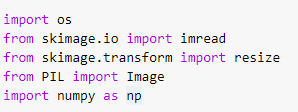 import os
from skimage.io import imread
from skimage.transform import resize
from PIL import Image
import numpy as np